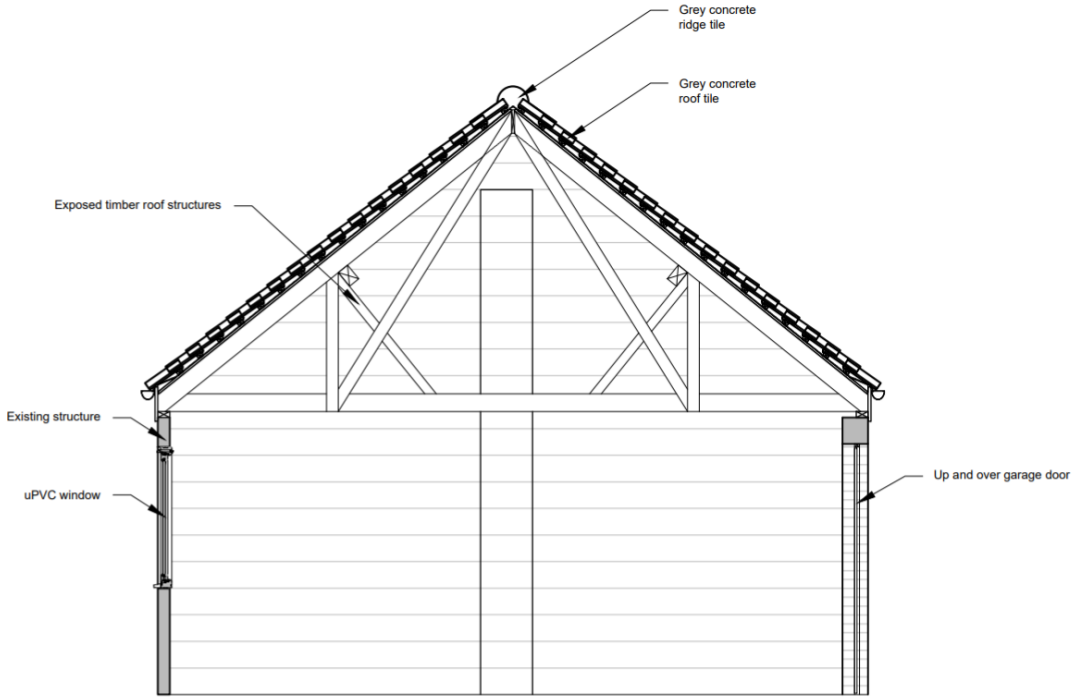 Grey concrete
ridge tile
Grey concrete
roof tile
Exposed timber roof structures
Existing structure
Up and over garage door
uPVC window